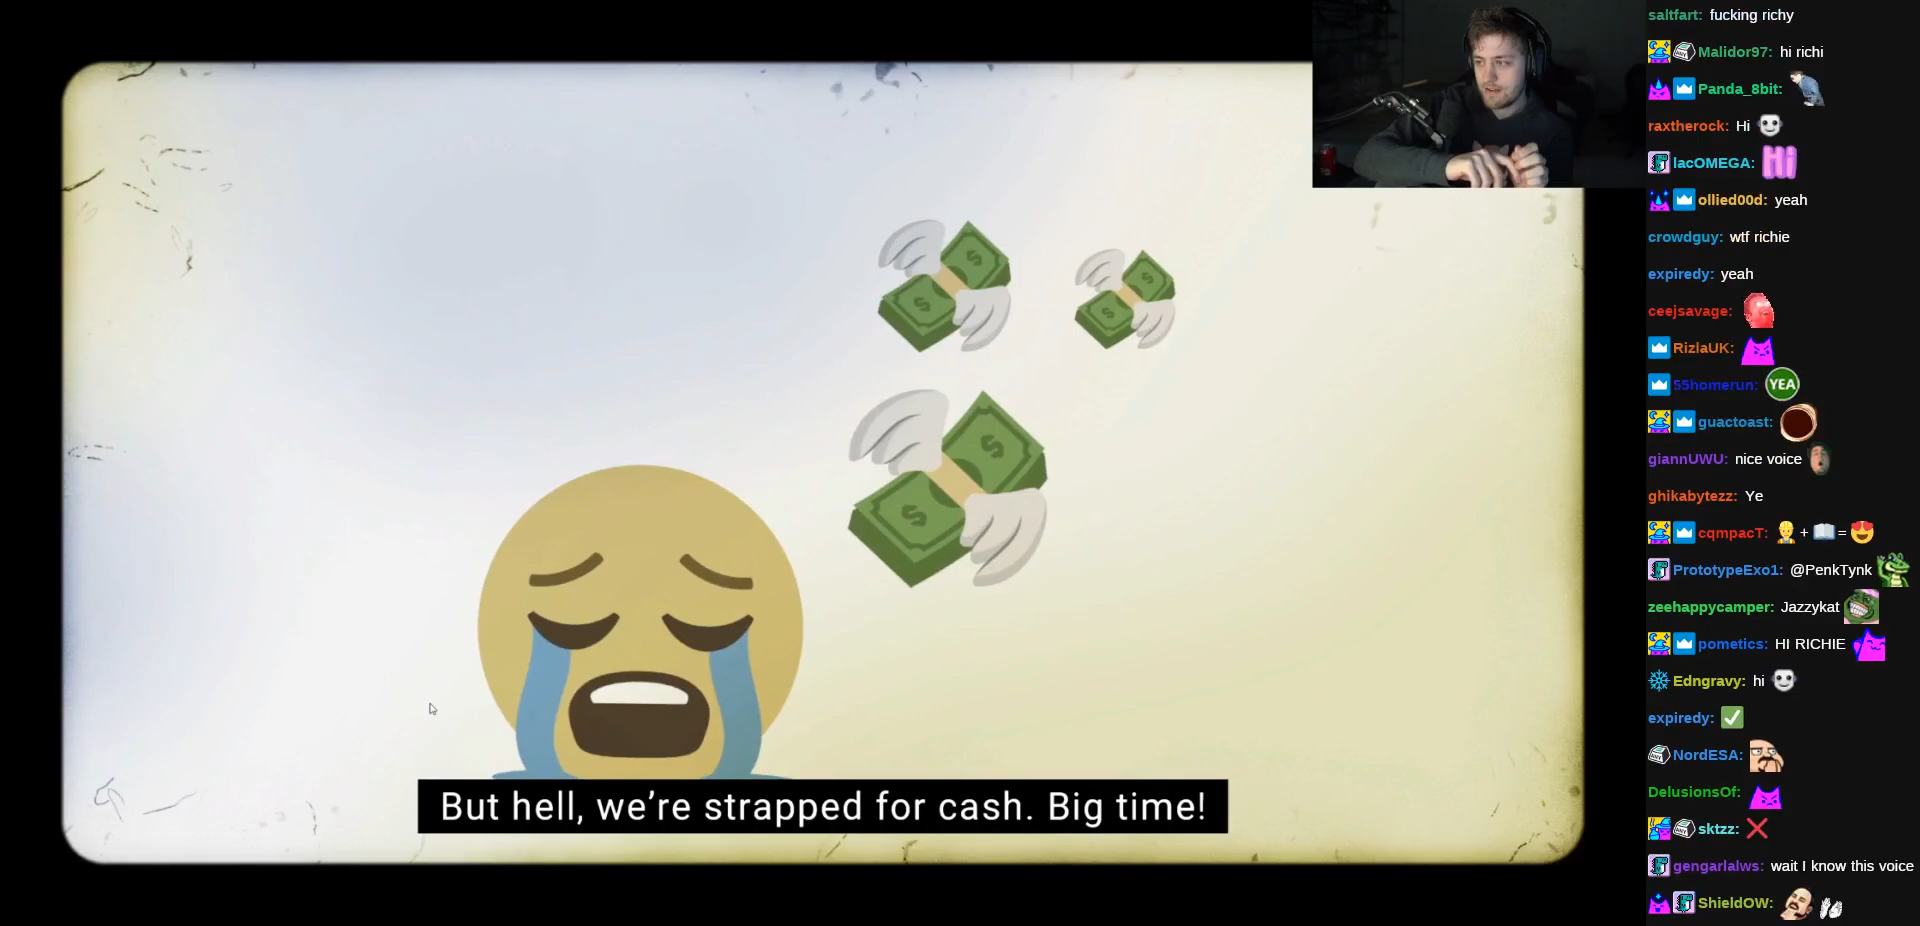 But hell, we’re strapped for cash. Big time!
saltfart: fucking richy
Malidor97: hi richi
Panda_8bit:
raxtherock: Hi
lacOMEGA: Hi
ollied00d: yeah
crowdguy: wtf richie
expiredy: yeah
ceejsavage:
RizlaUK:
55homerun: YEA
guactoast:
giannUWU: nice voice
ghikabytezz: Ye
cqmpacT: + =
PrototypeExo1: @PenkTynk
zeehappycamper: Jazzykat
pometics: HI RICHIE
Edngravy: hi
expiredy:
NordESA:
DelusionsOf:
sktzz:
gengarlalws: wait I know this voice
ShieldOW: